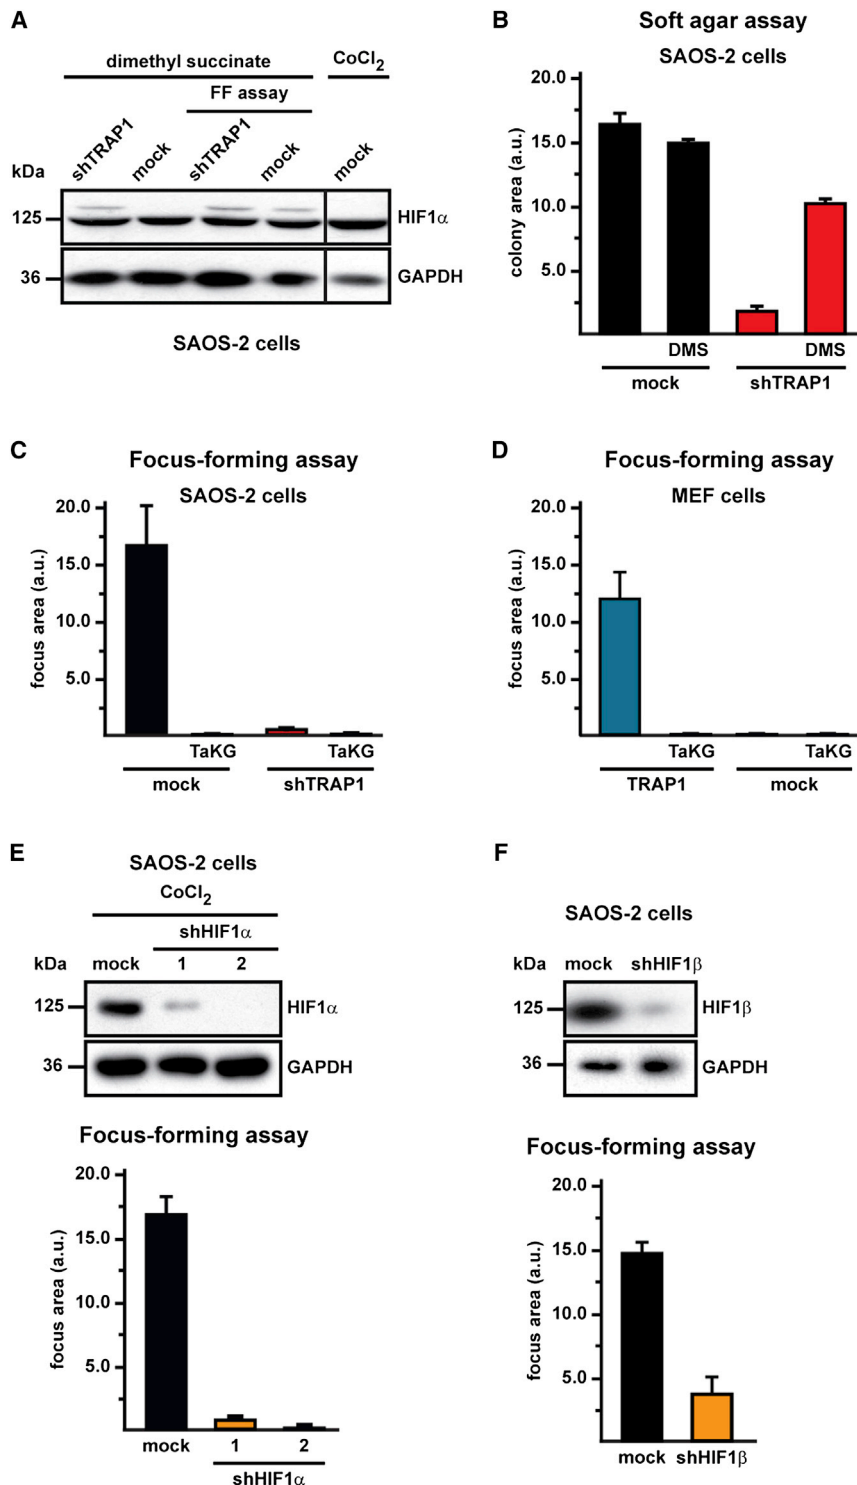 A
dimethyl succinate
CoCl2
FF assay
kDa
shTRAP1
mock
shTRAP1
mock
mock
125
HIF1α
36
GAPDH
SAOS-2 cells
B
Soft agar assay
SAOS-2 cells
colony area (a.u.)
20.0
15.0
10.0
5.0
DMS
DMS
mock
shTRAP1
C
Focus-forming assay
SAOS-2 cells
focus area (a.u.)
20.0
15.0
10.0
5.0
TaKG
TaKG
mock
shTRAP1
D
Focus-forming assay
MEF cells
focus area (a.u.)
20.0
15.0
10.0
5.0
TaKG
TaKG
TRAP1
mock
E
SAOS-2 cells
CoCl2
shHIF1α
kDa
mock
1
2
125
HIF1α
36
GAPDH
Focus-forming assay
focus area (a.u.)
20.0
15.0
10.0
5.0
mock
1
2
shHIF1α
F
SAOS-2 cells
kDa
mock
shHIF1β
125
HIF1β
36
GAPDH
Focus-forming assay
focus area (a.u.)
20.0
15.0
10.0
5.0
mock
shHIF1β